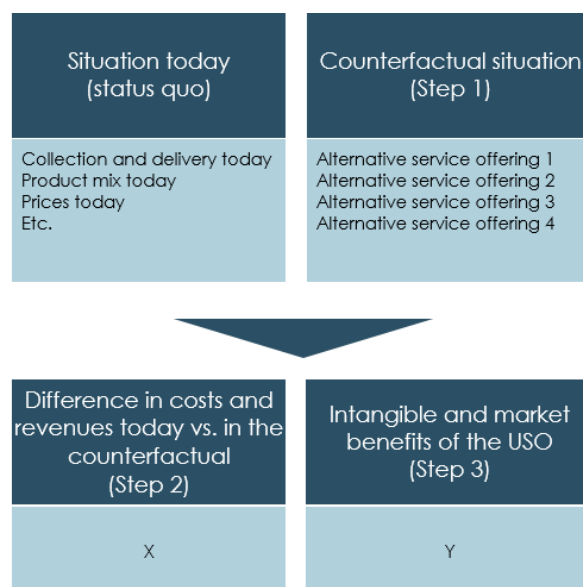 Situation today
(status quo)
Counterfactual situation
(Step 1)
Collection and delivery today
Product mix today
Prices today
Etc.
Alternative service offering 1
Alternative service offering 2
Alternative service offering 3
Alternative service offering 4
Difference in costs and
revenues today vs. in the
counterfactual
(Step 2)
Intangible and market
benefits of the USO
(Step 3)
X
Y